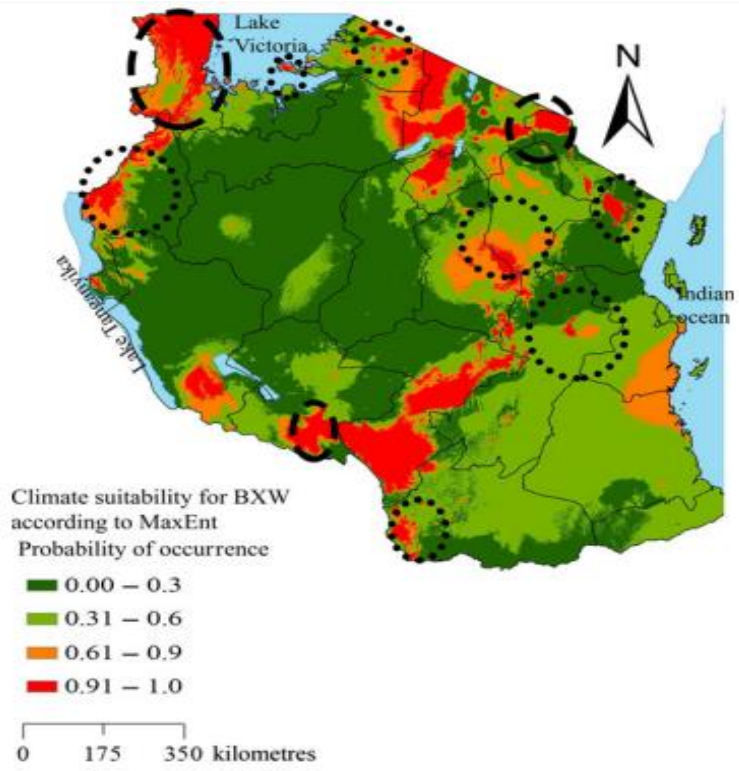 Lake
Victoria
N
Lake Tanganyika
Indian
ocean
Climate suitability for BXW
according to MaxEnt
Probability of occurrence
0.00 – 0.3
0.31 – 0.6
0.61 – 0.9
0.91 – 1.0
0 175 350 kilometres